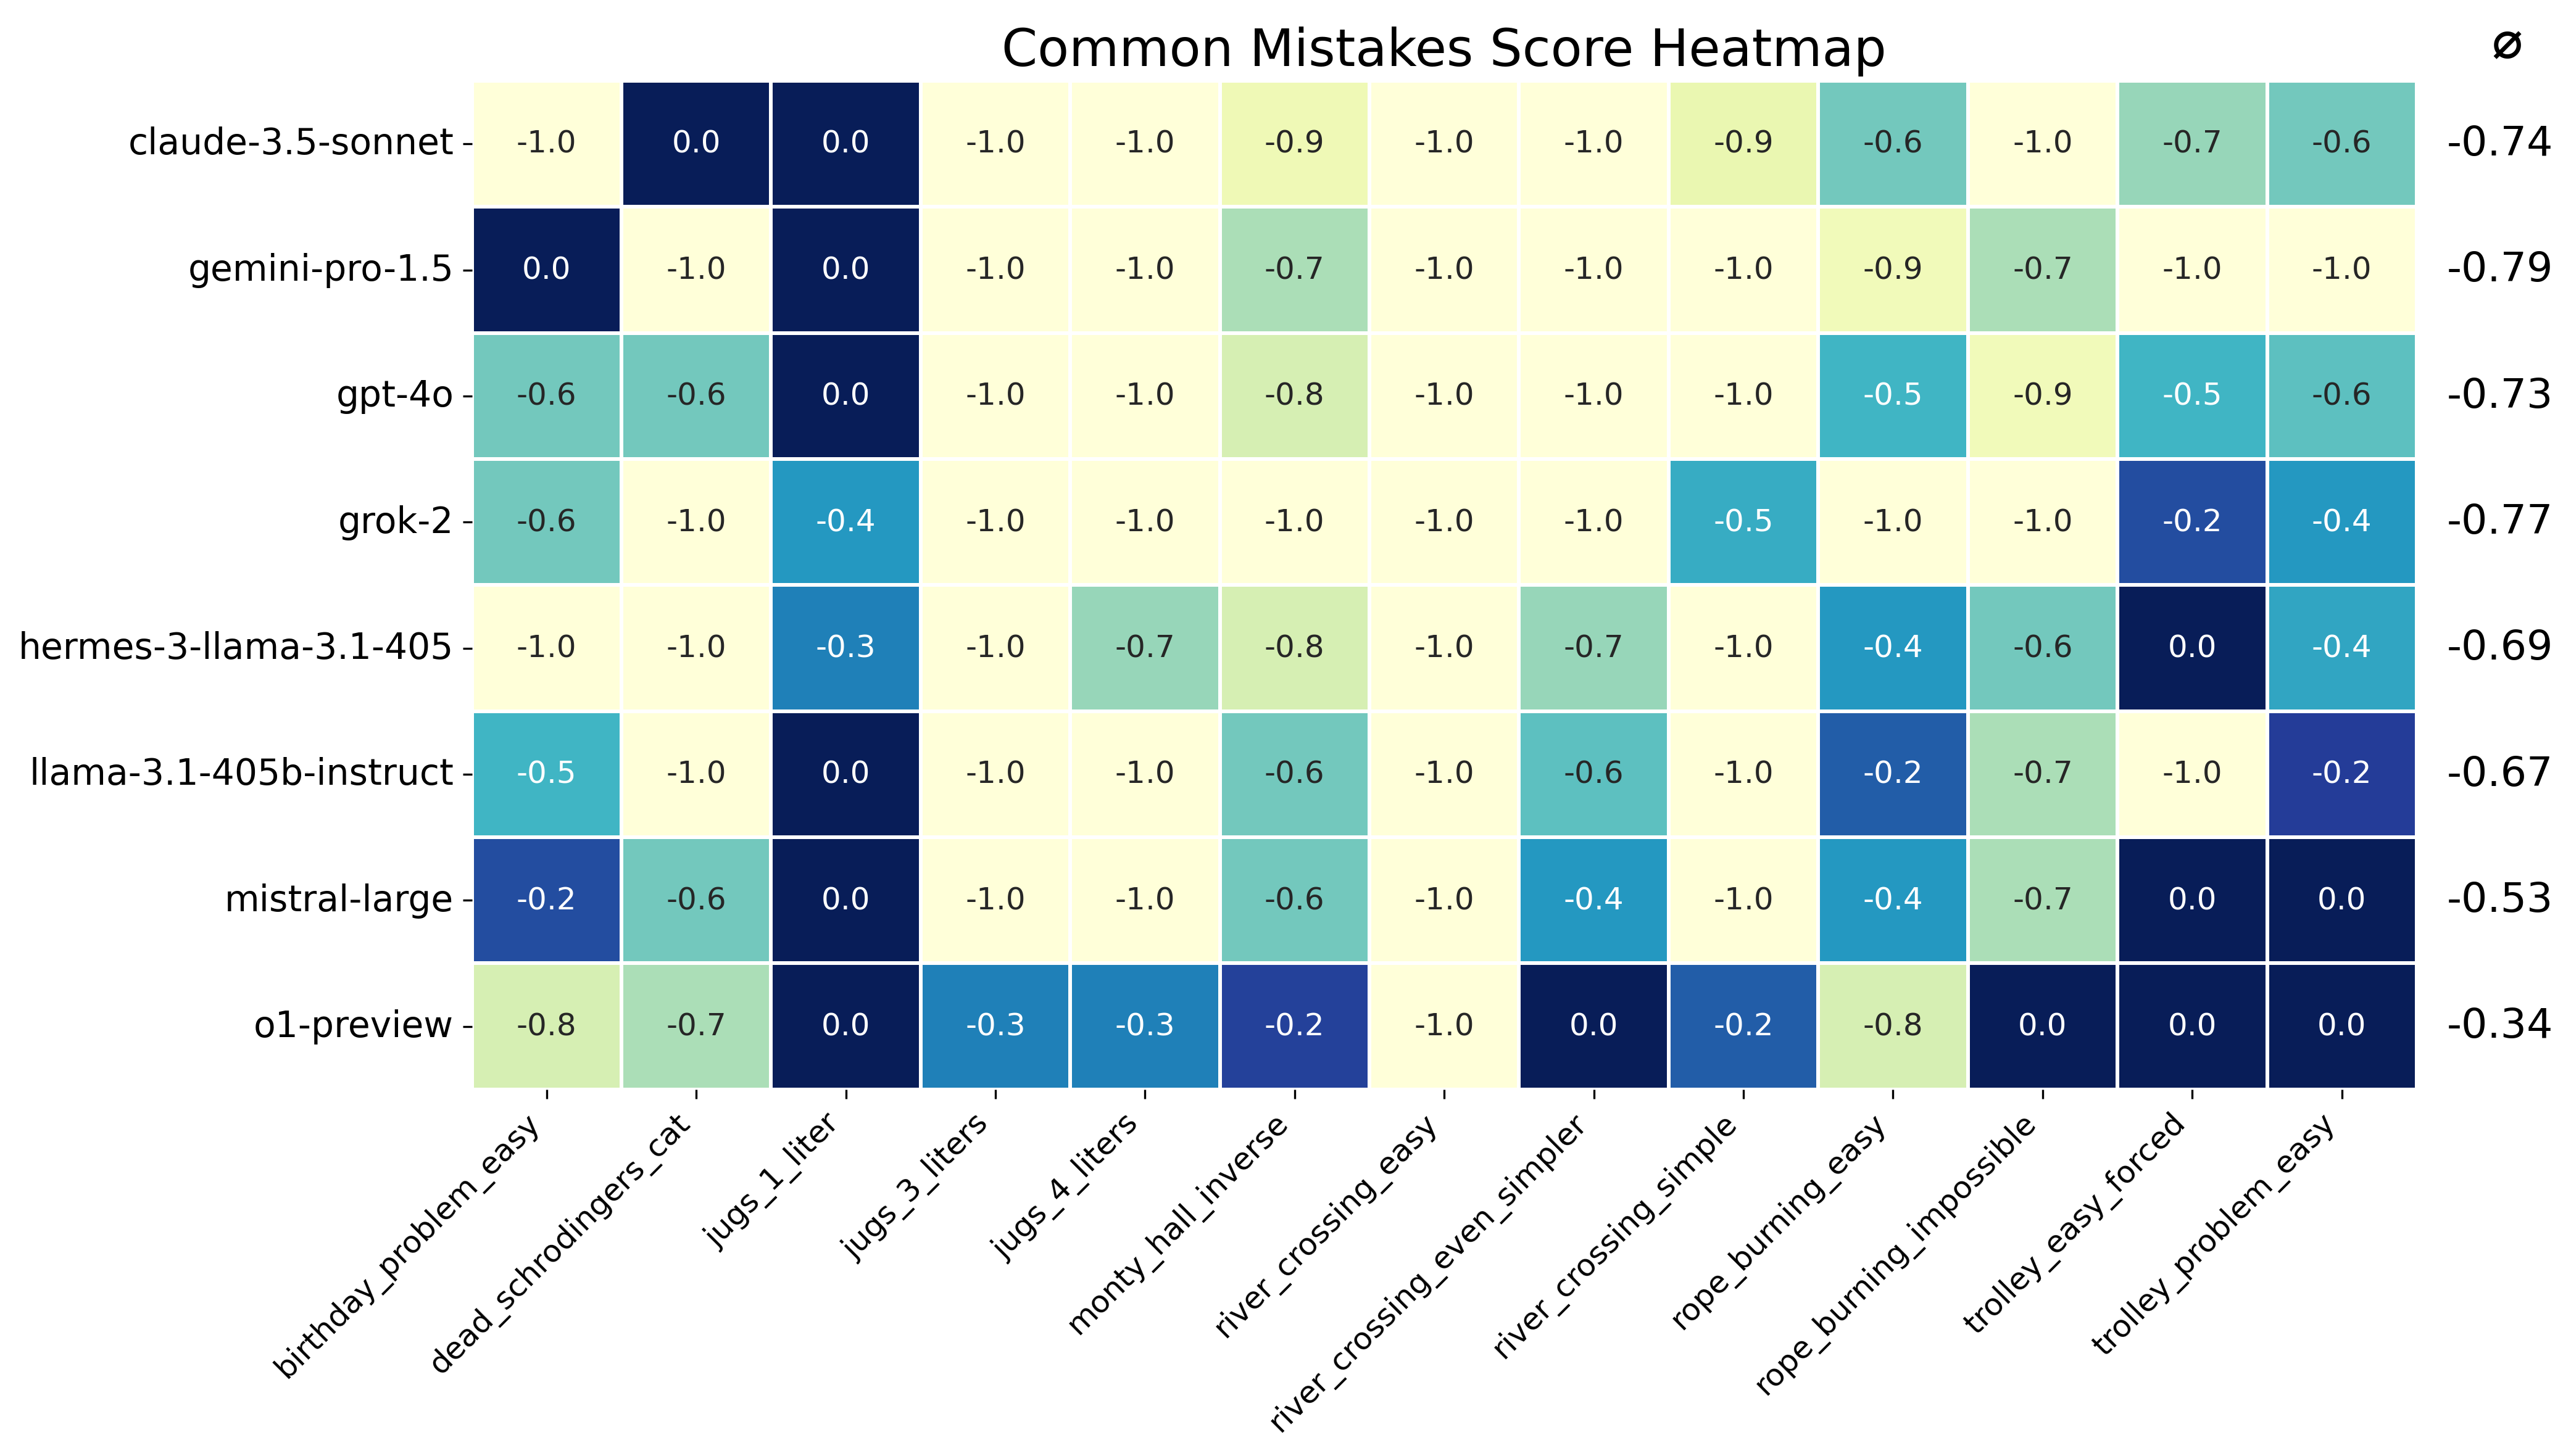 Common Mistakes Score Heatmap ⌀
claude-3.5-sonnet -1.0 0.0 0.0 -1.0 -1.0 -0.9 -1.0 -1.0 -0.9 -0.6 -1.0 -0.7 -0.6 -0.74
gemini-pro-1.5 0.0 -1.0 0.0 -1.0 -1.0 -0.7 -1.0 -1.0 -1.0 -0.9 -0.7 -1.0 -1.0 -0.79
gpt-4o -0.6 -0.6 0.0 -1.0 -1.0 -0.8 -1.0 -1.0 -1.0 -0.5 -0.9 -0.5 -0.6 -0.73
grok-2 -0.6 -1.0 -0.4 -1.0 -1.0 -1.0 -1.0 -1.0 -0.5 -1.0 -1.0 -0.2 -0.4 -0.77
hermes-3-llama-3.1-405 -1.0 -1.0 -0.3 -1.0 -0.7 -0.8 -1.0 -0.7 -1.0 -0.4 -0.6 0.0 -0.4 -0.69
llama-3.1-405b-instruct -0.5 -1.0 0.0 -1.0 -1.0 -0.6 -1.0 -0.6 -1.0 -0.2 -0.7 -1.0 -0.2 -0.67
mistral-large -0.2 -0.6 0.0 -1.0 -1.0 -0.6 -1.0 -0.4 -1.0 -0.4 -0.7 0.0 0.0 -0.53
o1-preview -0.8 -0.7 0.0 -0.3 -0.3 -0.2 -1.0 0.0 -0.2 -0.8 0.0 0.0 0.0 -0.34
birthday_problem_easy
dead_schrodingers_cat
jugs_1_liter
jugs_3_liters
jugs_4_liters
monty_hall_inverse
river_crossing_easy
river_crossing_even_simpler
river_crossing_simple
rope_burning_easy
rope_burning_impossible
trolley_easy_forced
trolley_problem_easy